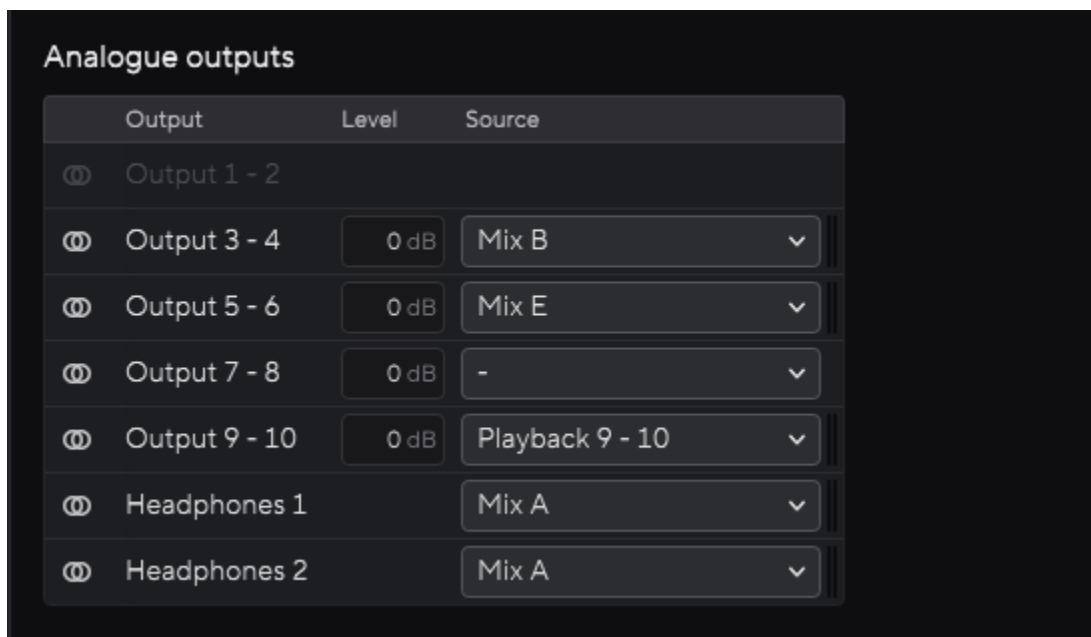 Analogue outputs
Output Level Source
Output 1 - 2
Output 3 - 4 0 dB Mix B
Output 5 - 6 0 dB Mix E
Output 7 - 8 0 dB -
Output 9 - 10 0 dB Playback 9 - 10
Headphones 1 Mix A
Headphones 2 Mix A